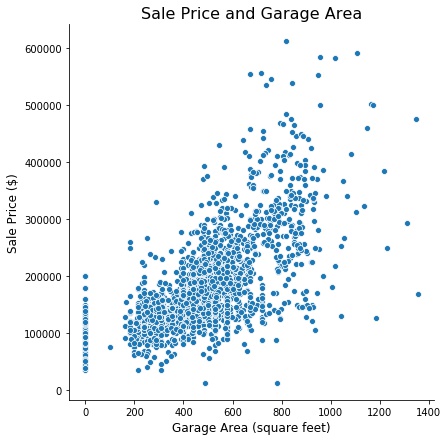 Sale Price and Garage Area
600000
500000
400000
300000
200000
100000
0
Sale Price ($)
0 200 400 600 800 1000 1200 1400
Garage Area (square feet)